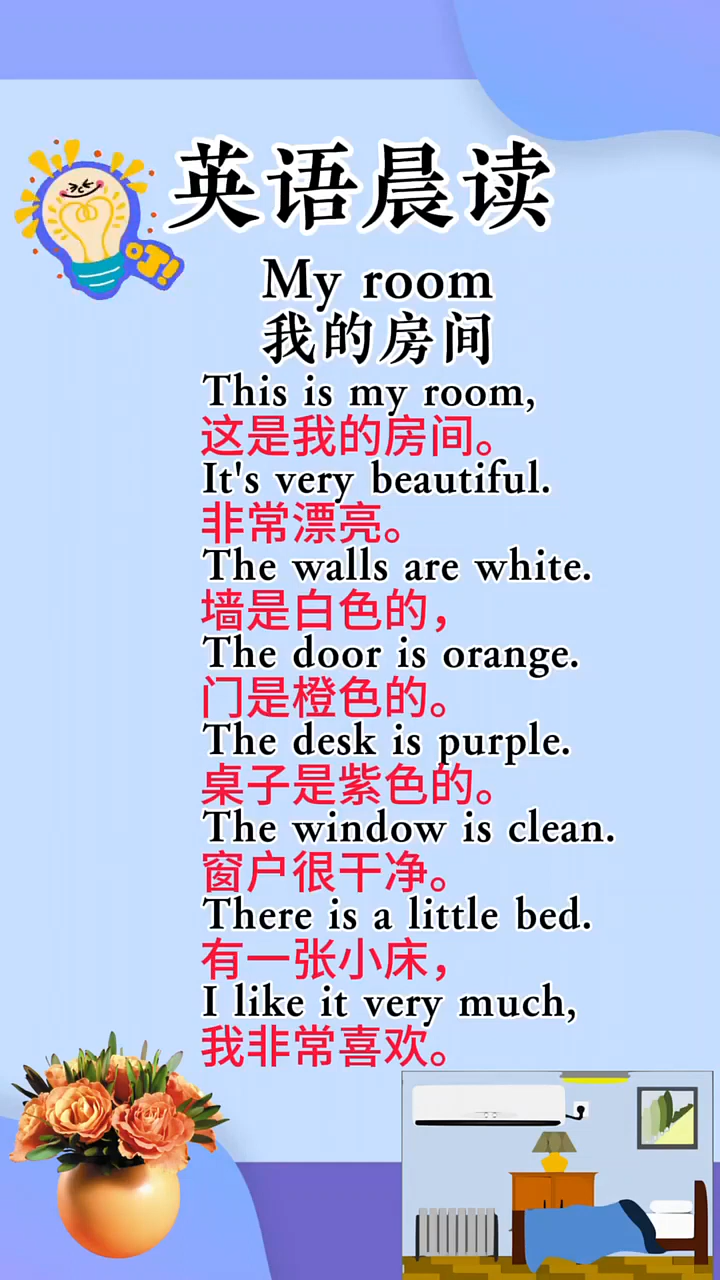 英语晨读
叮!
My room
我的房间
This is my room,
这是我的房间。
It's very beautiful.
非常漂亮。
The walls are white.
墙是白色的，
The door is orange.
门是橙色的。
The desk is purple.
桌子是紫色的。
The window is clean.
窗户很干净。
There is a little bed.
有一张小床，
I like it very much,
我非常喜欢。